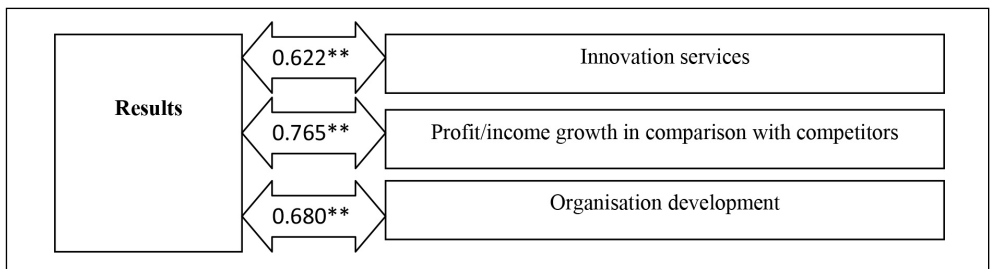 0.622**
Innovation services
Results
0.765**
Profit/income growth in comparison with competitors
0.680**
Organisation development